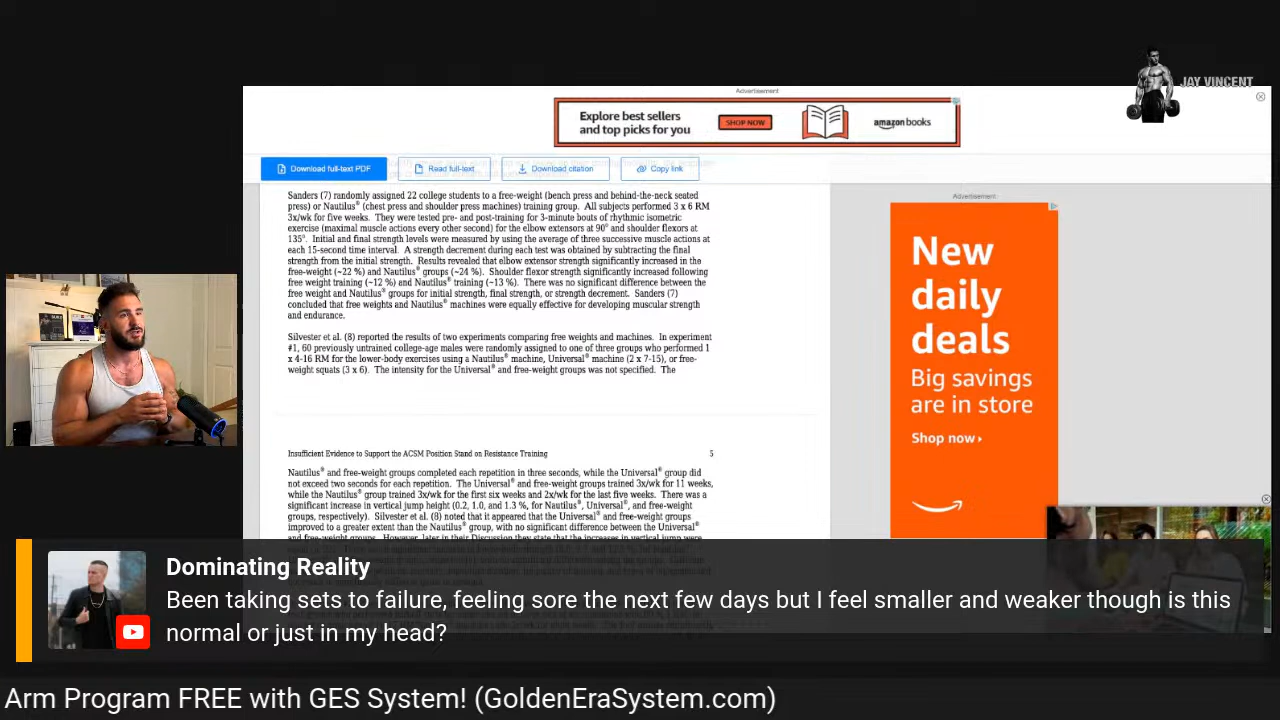 JAY VINCENT
Advertisement
Explore best sellers
and top picks for you
SHOP NOW
amazonbooks
Download full-text PDF
Read full-text
Download citation
Copy link
Advertisement
Sanders (7) randomly assigned 22 college students to a free-weight (bench press and behind-the-neck seated
press) or Nautilus® (chest press and shoulder press machines) training group. All subjects performed 3 x 6 RM
3x/wk for five weeks. They were tested pre- and post-training for 3-minute bouts of rhythmic isometric
exercise (maximal muscle actions every other second) for the elbow extensors at 90° and shoulder flexors at
135°. Initial and final strength levels were measured by using the average of three successive muscle actions at
each 15-second time interval. A strength decrement during each test was obtained by subtracting the final
strength from the initial strength. Results revealed that elbow extensor strength significantly increased in the
free-weight (~22 %) and Nautilus® groups (~24 %). Shoulder flexor strength significantly increased following
free weight training (~12 %) and Nautilus® training (~13 %). There was no significant difference between the
free weight and Nautilus® groups for initial strength, final strength, or strength decrement. Sanders (7)
concluded that free weights and Nautilus® machines were equally effective for developing muscular strength
and endurance.
Silvester et al. (8) reported the results of two experiments comparing free weights and machines. In experiment
#1, 60 previously untrained college-age males were randomly assigned to one of three groups who performed 1
x 4-16 RM for the lower-body exercises using a Nautilus® machine, Universal® machine (2 x 7-15), or free-
weight squats (3 x 6). The intensity for the Universal® and free-weight groups was not specified. The
Insufficient Evidence to Support the ACSM Position Stand on Resistance Training 5
Nautilus® and free-weight groups completed each repetition in three seconds, while the Universal® group did
not exceed two seconds for each repetition. The Universal® and free-weight groups trained 3x/wk for 11 weeks,
while the Nautilus® group trained 3x/wk for the first six weeks and 2x/wk for the last five weeks. There was a
significant increase in vertical jump height (0.2, 1.0, and 1.3 %, for Nautilus®, Universal®, and free-weight
groups, respectively). Silvester et al. (8) noted that it appeared that the Universal® and free-weight groups
improved to a greater extent than the Nautilus® group, with no significant difference between the Universal®
and free-weight groups. However, later in their Discussion they state that the increases in vertical jump were
New
daily
deals
Big savings
are in store
Shop now ›
Dominating Reality
Been taking sets to failure, feeling sore the next few days but I feel smaller and weaker though is this
normal or just in my head?
Arm Program FREE with GES System! (GoldenEraSystem.com)